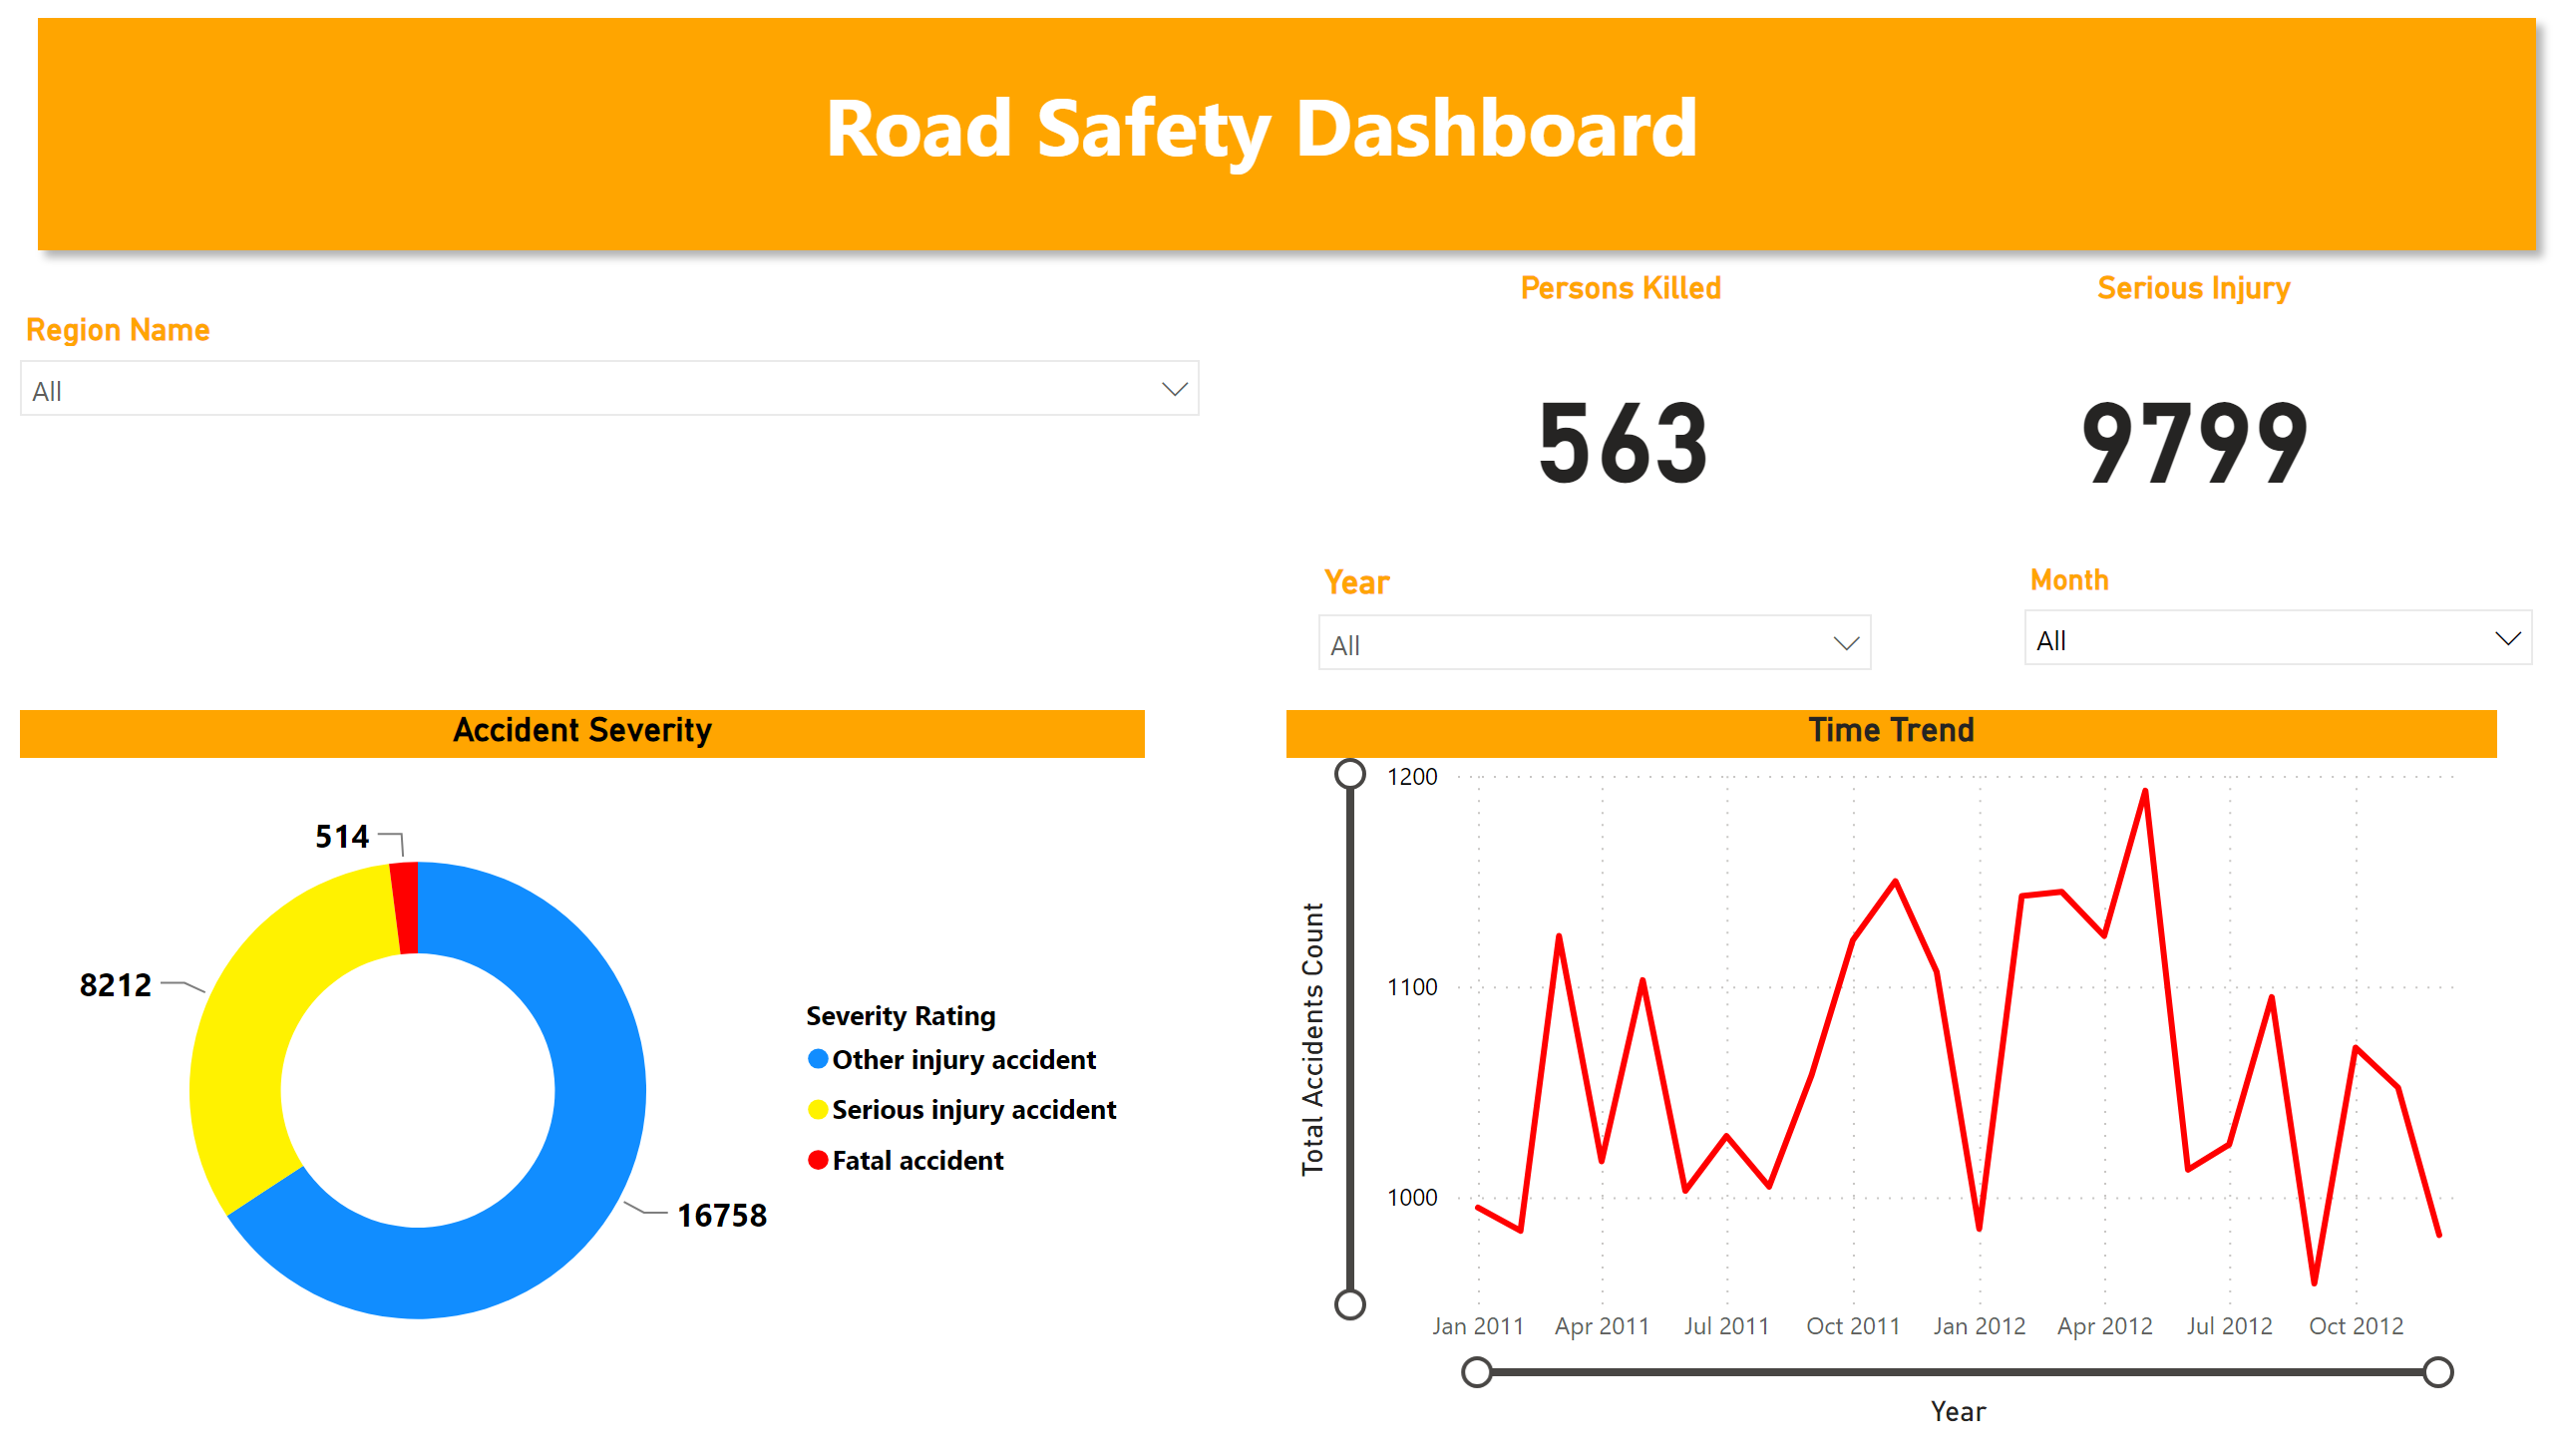 Road Safety Dashboard
Region Name
All
Persons Killed
563
Serious Injury
9799
Year
All
Month
All
Accident Severity
514
8212
16758
Severity Rating
Other injury accident
Serious injury accident
Fatal accident
Time Trend
Total Accidents Count
1200
1100
1000
Jan 2011 Apr 2011 Jul 2011 Oct 2011 Jan 2012 Apr 2012 Jul 2012 Oct 2012
Year